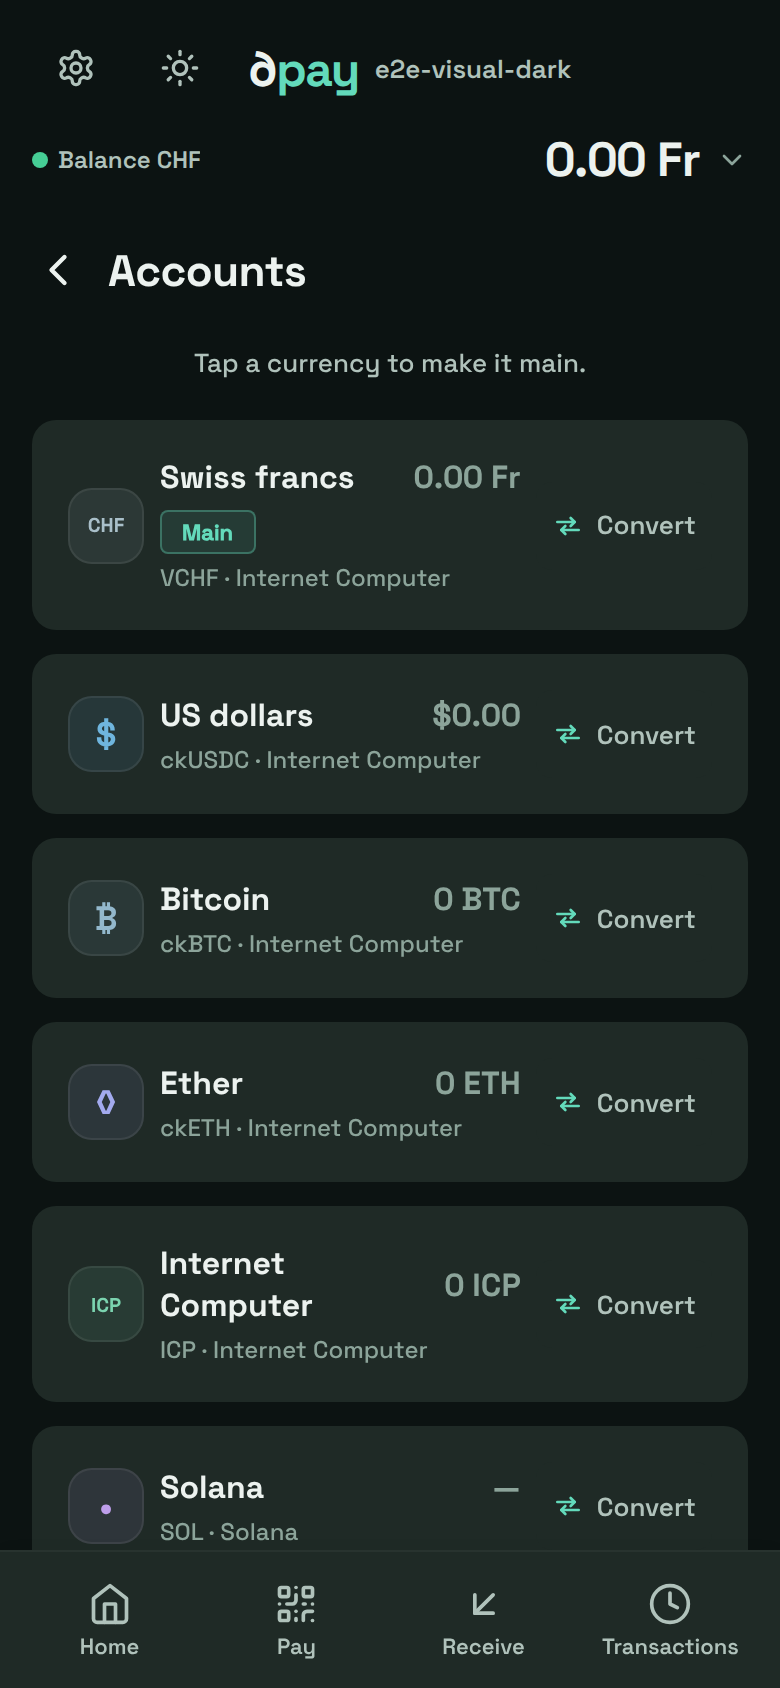 ∂pay e2e-visual-dark
Balance CHF 0.00 Fr
Accounts
Tap a currency to make it main.
CHF Swiss francs 0.00 Fr
Main
VCHF · Internet Computer
Convert
$ US dollars $0.00
ckUSDC · Internet Computer
Convert
₿ Bitcoin 0 BTC
ckBTC · Internet Computer
Convert
Ether 0 ETH
ckETH · Internet Computer
Convert
ICP Internet
Computer 0 ICP
ICP · Internet Computer
Convert
Solana —
SOL · Solana
Convert
Home Pay Receive Transactions